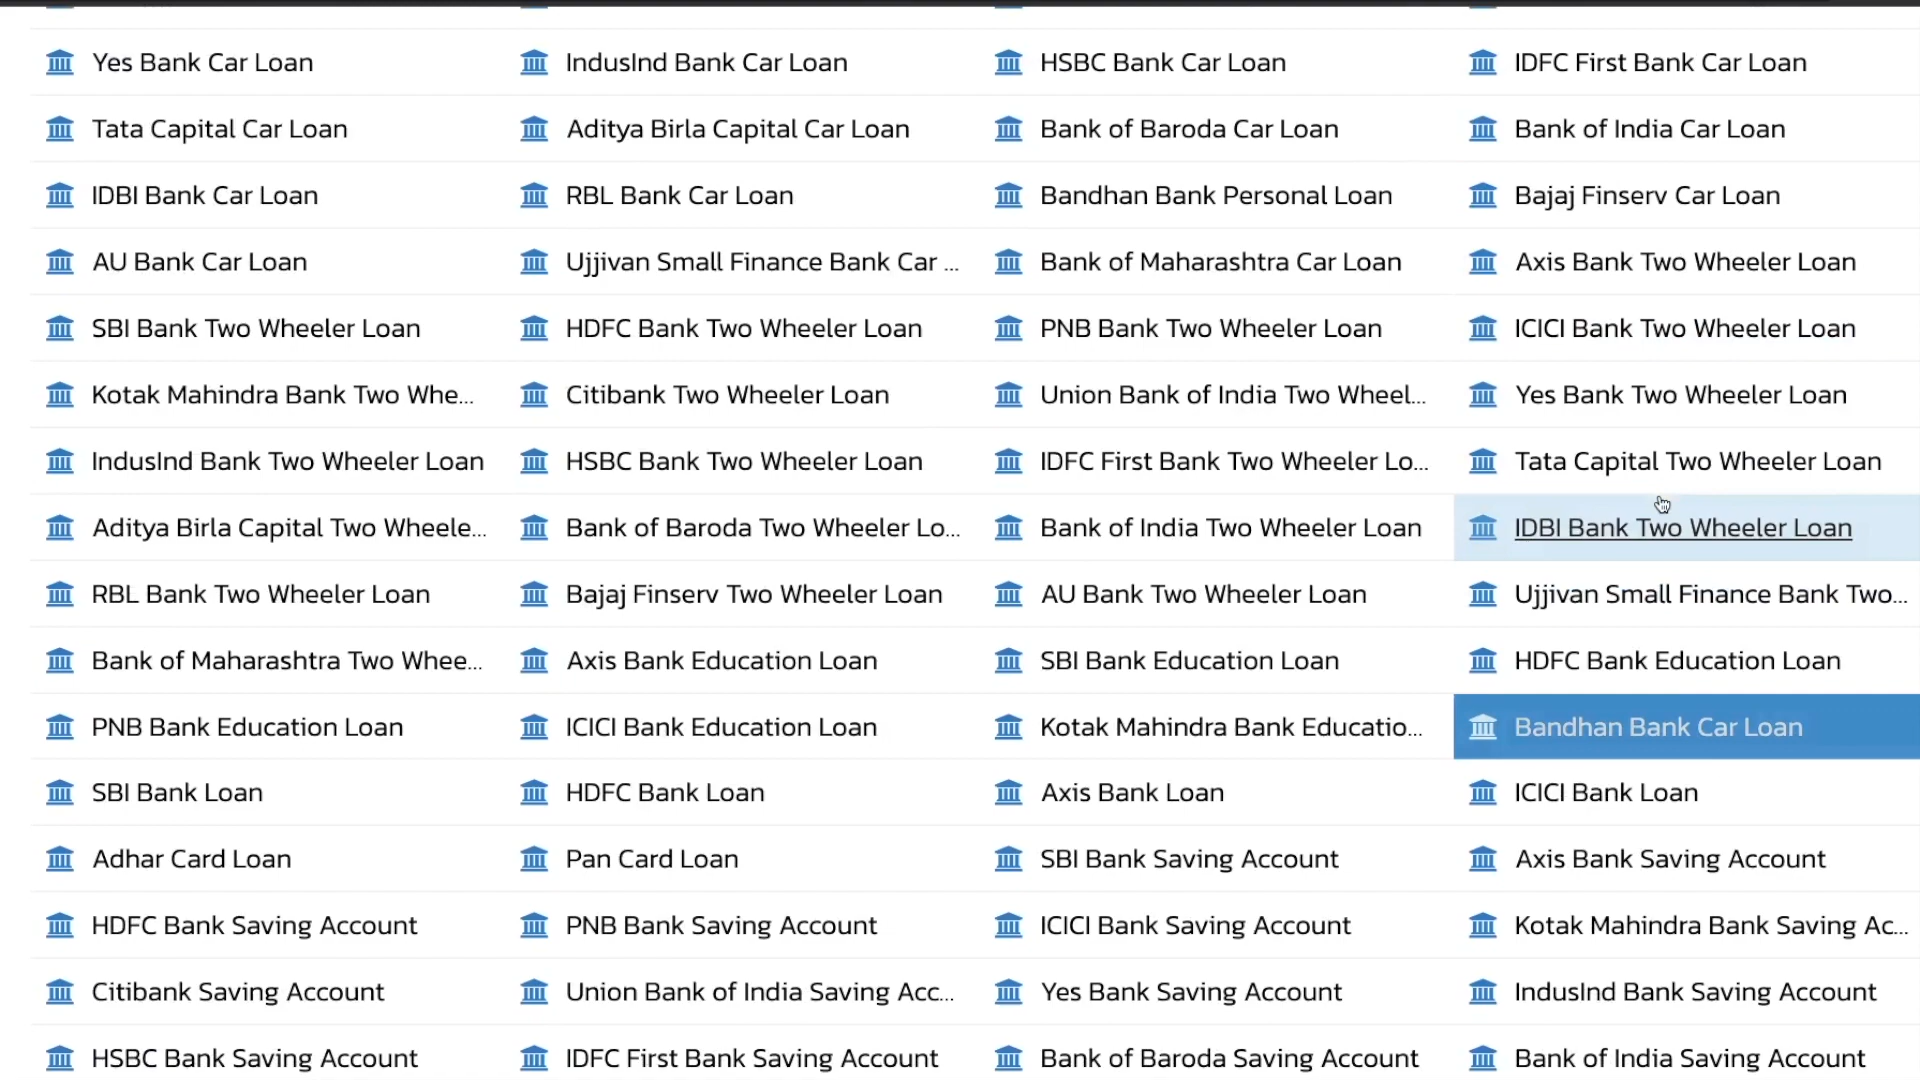 Yes Bank Car Loan IndusInd Bank Car Loan HSBC Bank Car Loan IDFC First Bank Car Loan
Tata Capital Car Loan Aditya Birla Capital Car Loan Bank of Baroda Car Loan Bank of India Car Loan
IDBI Bank Car Loan RBL Bank Car Loan Bandhan Bank Personal Loan Bajaj Finserv Car Loan
AU Bank Car Loan Ujjivan Small Finance Bank Car ... Bank of Maharashtra Car Loan Axis Bank Two Wheeler Loan
SBI Bank Two Wheeler Loan HDFC Bank Two Wheeler Loan PNB Bank Two Wheeler Loan ICICI Bank Two Wheeler Loan
Kotak Mahindra Bank Two Whe... Citibank Two Wheeler Loan Union Bank of India Two Wheel... Yes Bank Two Wheeler Loan
IndusInd Bank Two Wheeler Loan HSBC Bank Two Wheeler Loan IDFC First Bank Two Wheeler Lo... Tata Capital Two Wheeler Loan
Aditya Birla Capital Two Wheele... Bank of Baroda Two Wheeler Lo... Bank of India Two Wheeler Loan IDBI Bank Two Wheeler Loan
RBL Bank Two Wheeler Loan Bajaj Finserv Two Wheeler Loan AU Bank Two Wheeler Loan Ujjivan Small Finance Bank Two...
Bank of Maharashtra Two Whee... Axis Bank Education Loan SBI Bank Education Loan HDFC Bank Education Loan
PNB Bank Education Loan ICICI Bank Education Loan Kotak Mahindra Bank Educatio... Bandhan Bank Car Loan
SBI Bank Loan HDFC Bank Loan Axis Bank Loan ICICI Bank Loan
Adhar Card Loan Pan Card Loan SBI Bank Saving Account Axis Bank Saving Account
HDFC Bank Saving Account PNB Bank Saving Account ICICI Bank Saving Account Kotak Mahindra Bank Saving Ac...
Citibank Saving Account Union Bank of India Saving Acc... Yes Bank Saving Account IndusInd Bank Saving Account
HSBC Bank Saving Account IDFC First Bank Saving Account Bank of Baroda Saving Account Bank of India Saving Account